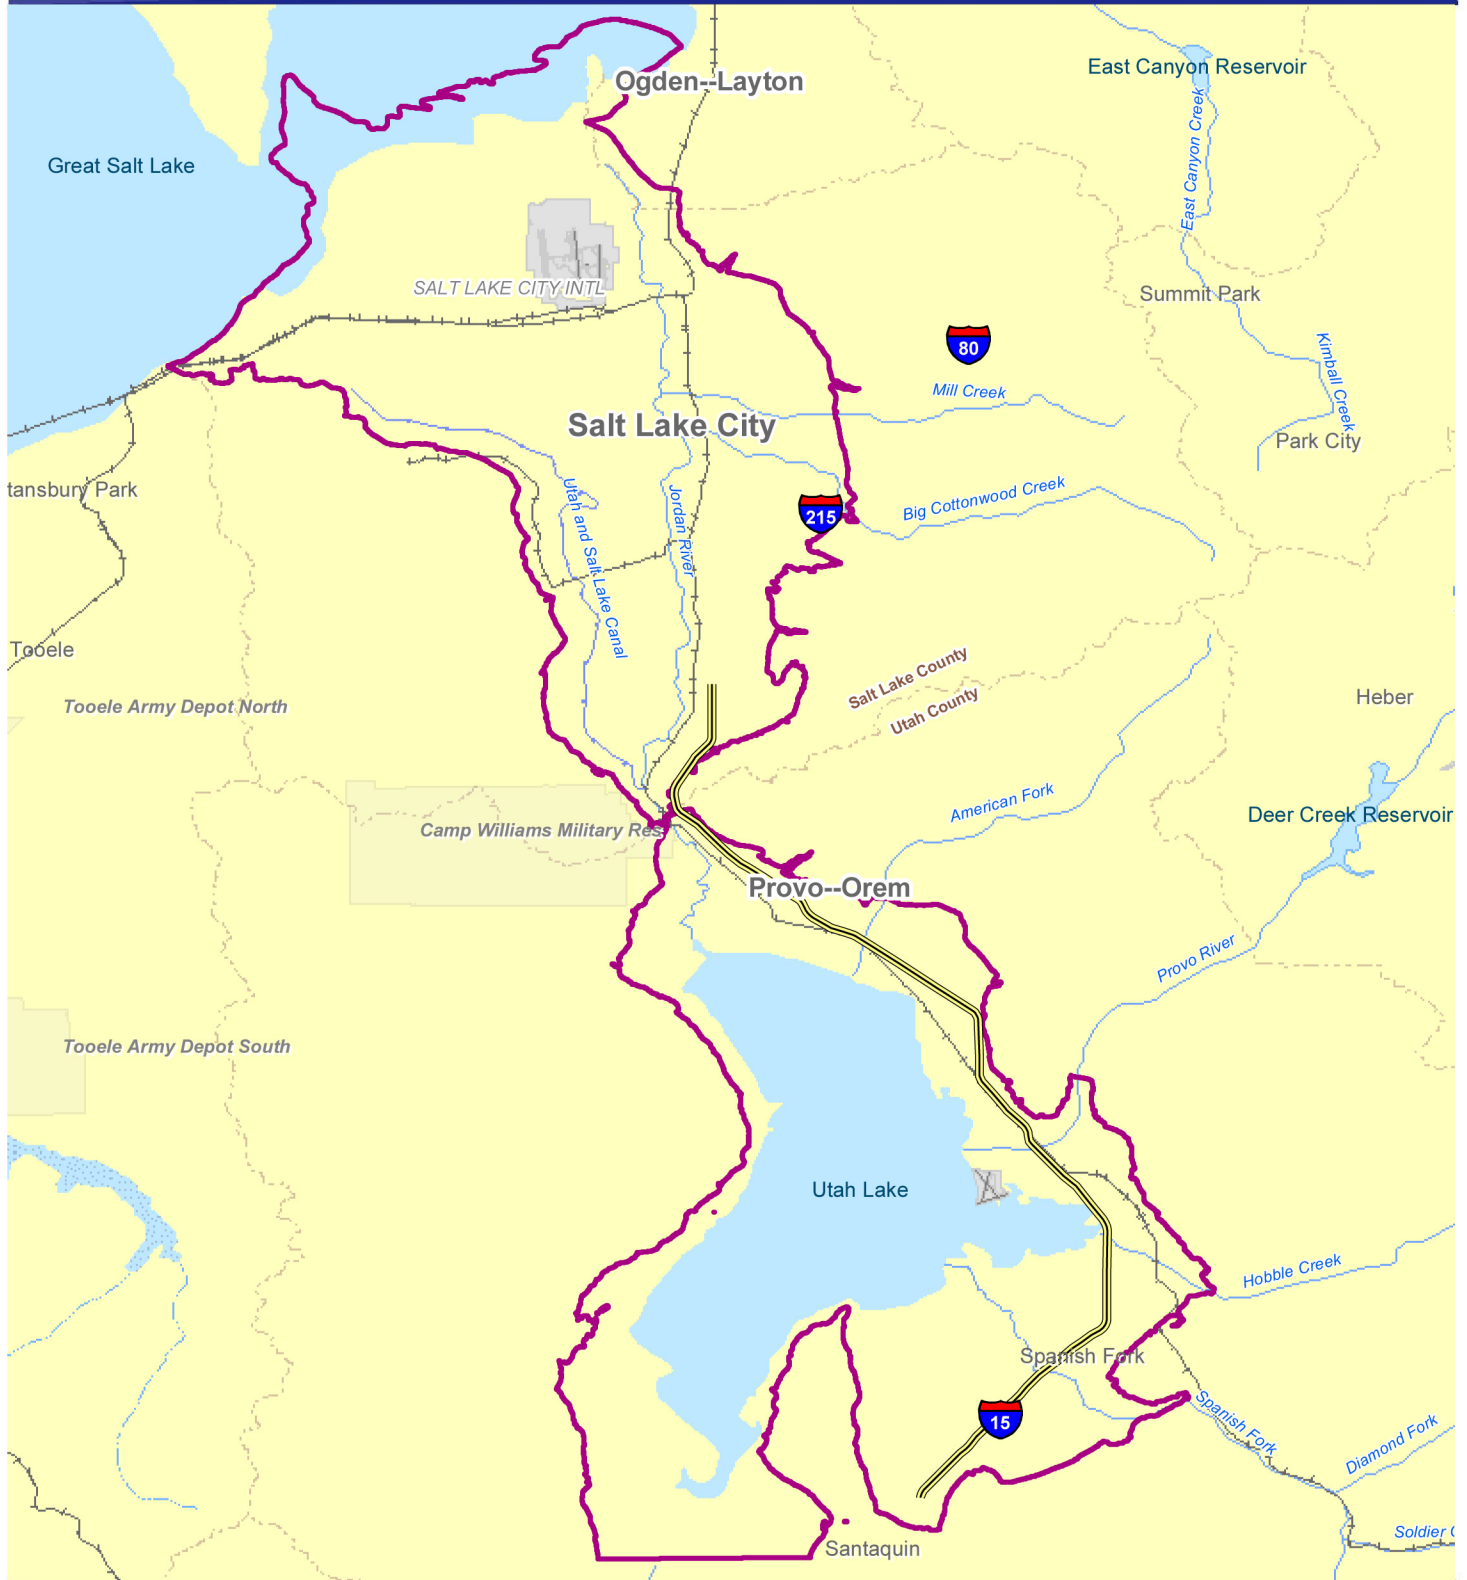 East Canyon Reservoir
Ogden--Layton
East Canyon Creek
Great Salt Lake
SALT LAKE CITY INTL
Summit Park
80
Kimball Creek
Mill Creek
Salt Lake City
Park City
tansbury Park
Utah and Salt Lake Canal
Jordan River
215
Big Cottonwood Creek
Tooele
Salt Lake County
Utah County
Heber
Tooele Army Depot North
American Fork
Deer Creek Reservoir
Camp Williams Military Res
Provo--Orem
Provo River
Tooele Army Depot South
Utah Lake
Hobble Creek
Spanish Fork
15
Spanish Fork
Diamond Fork
Soldier
Santaquin